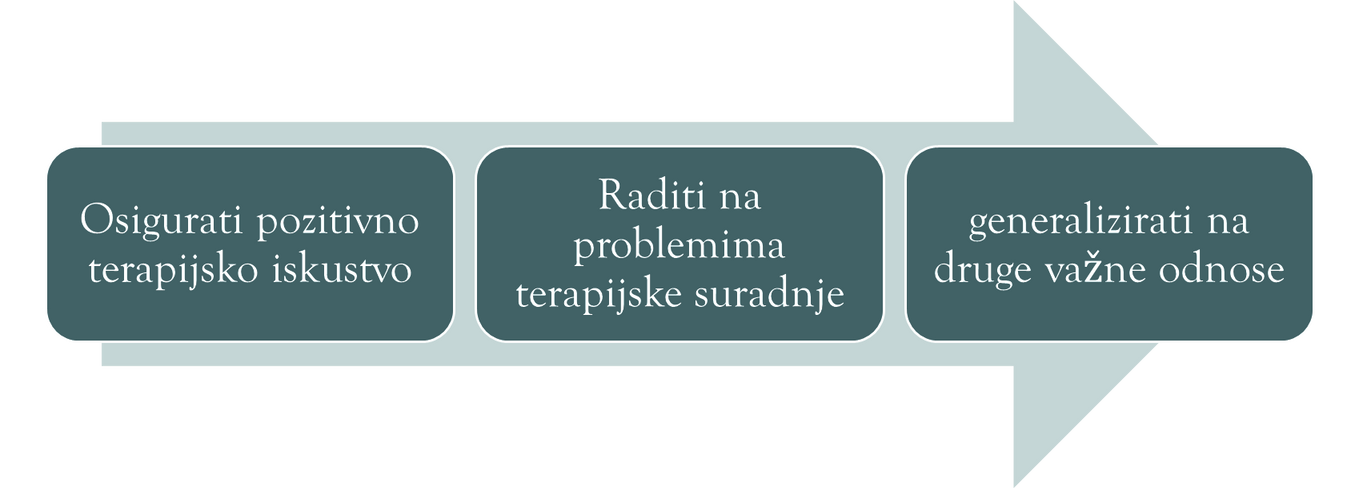 Osigurati pozitivno
terapijsko iskustvo
Raditi na
problemima
terapijske suradnje
generalizirati na
druge važne odnose